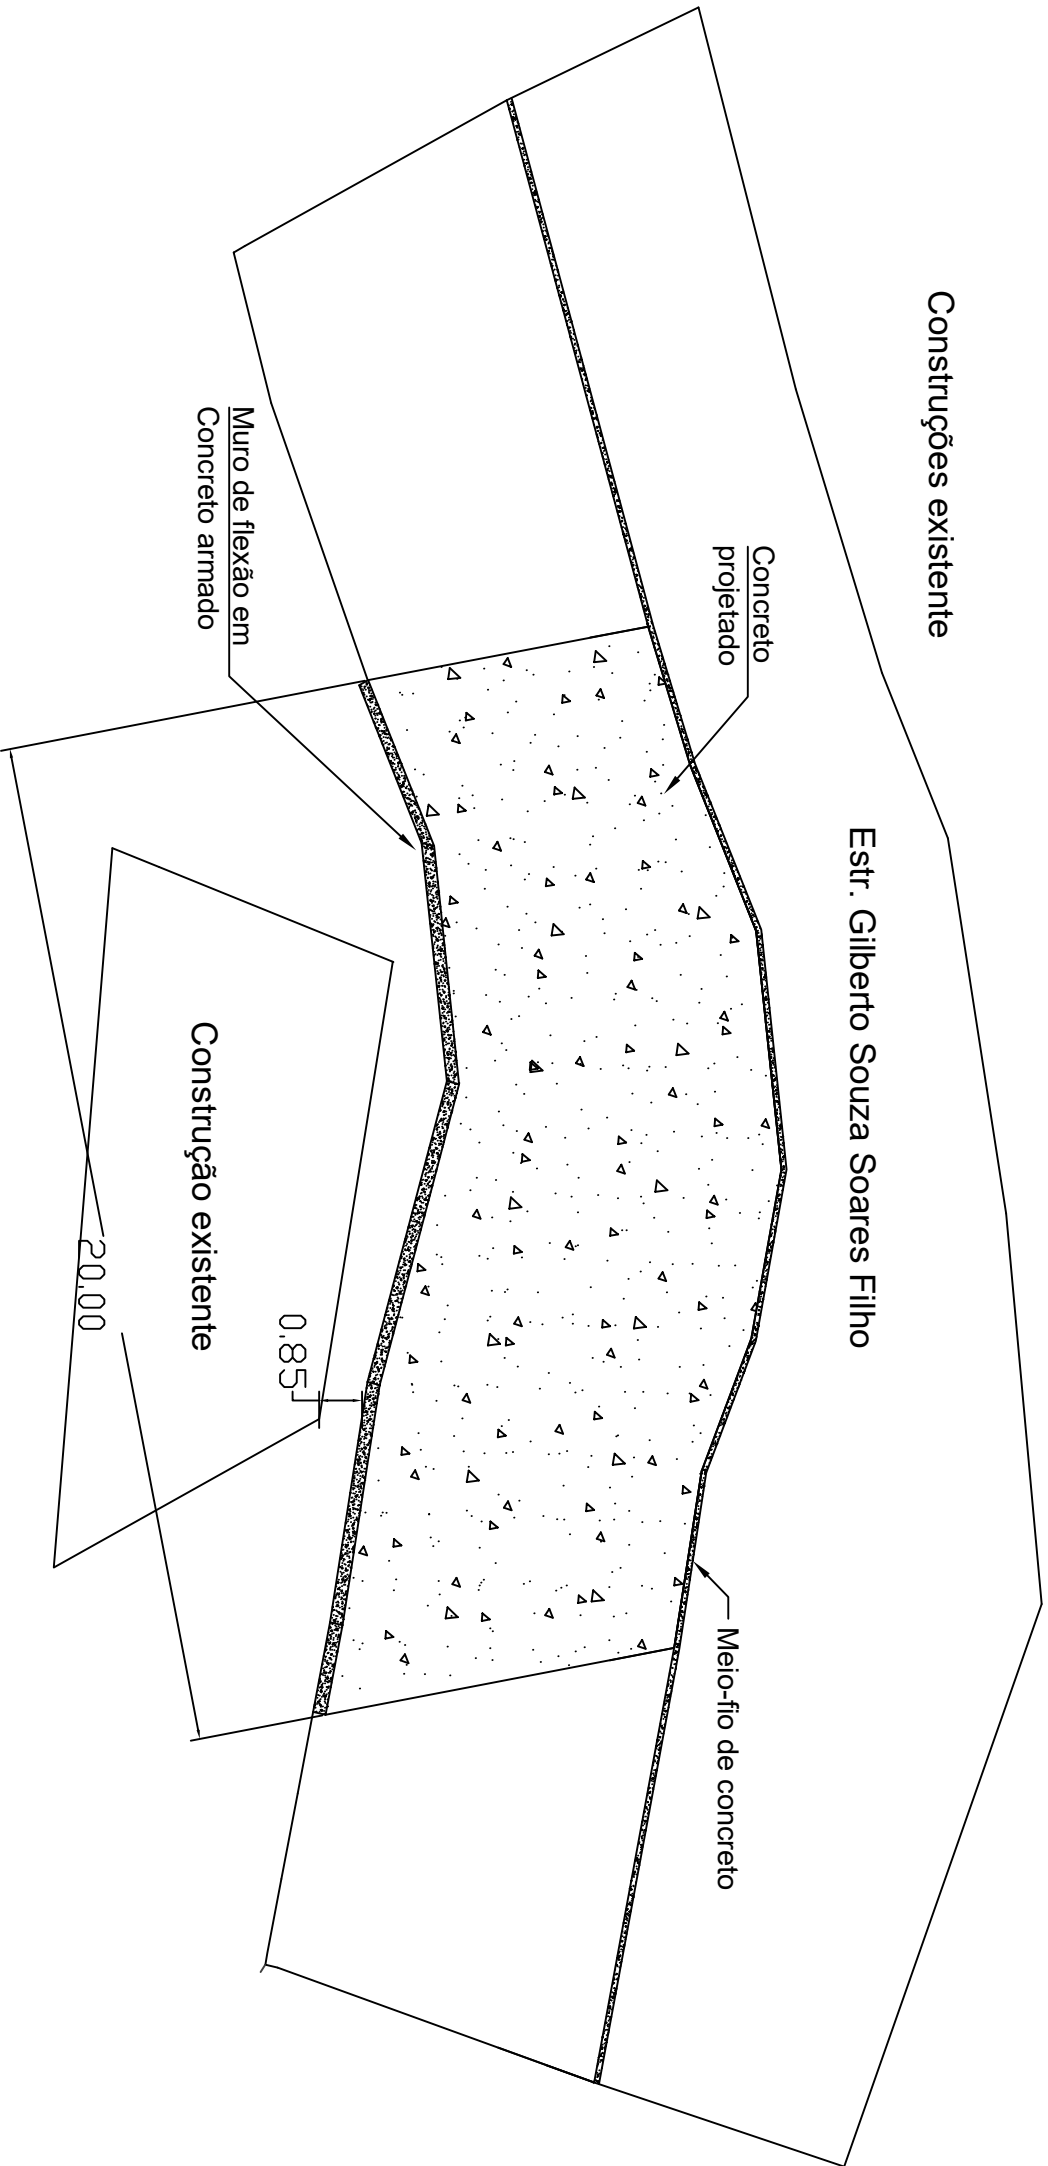 Construções existente
Estr. Gilberto Souza Soares Filho
Concreto
projetado
Meio-fio de concreto
Muro de flexão em
Concreto armado
0.85
Construção existente
20.00